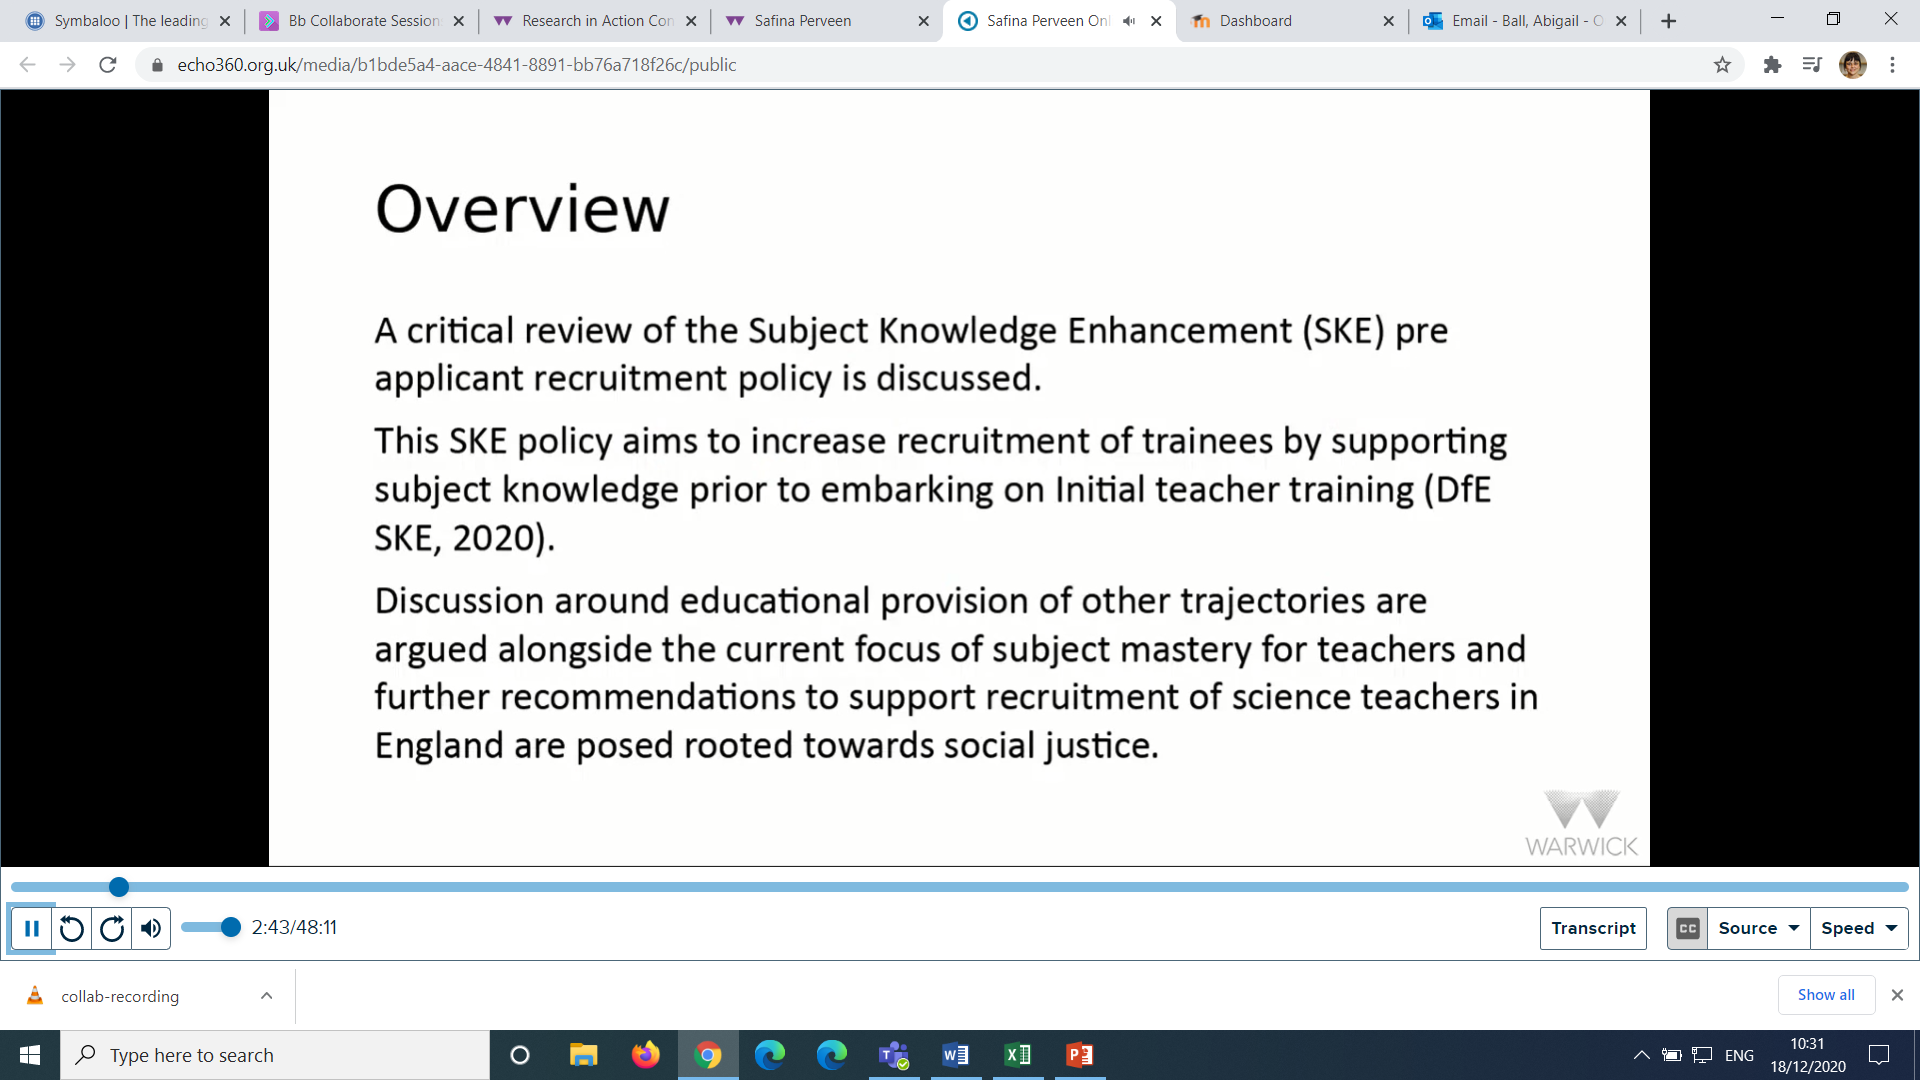 Symbaloo | The leading
Bb Collaborate Session
Research in Action Con
Safina Perveen
Safina Perveen Onl
Dashboard
Email - Ball, Abigail - O
echo360.org.uk/media/b1bde5a4-aace-4841-8891-bb76a718f26c/public
Overview
A critical review of the Subject Knowledge Enhancement (SKE) pre
applicant recruitment policy is discussed.
This SKE policy aims to increase recruitment of trainees by supporting
subject knowledge prior to embarking on Initial teacher training (DfE
SKE, 2020).
Discussion around educational provision of other trajectories are
argued alongside the current focus of subject mastery for teachers and
further recommendations to support recruitment of science teachers in
England are posed rooted towards social justice.
WARWICK
2:43/48:11
Transcript
CC
Source
Speed
collab-recording
Show all
Type here to search
ENG
10:31
18/12/2020